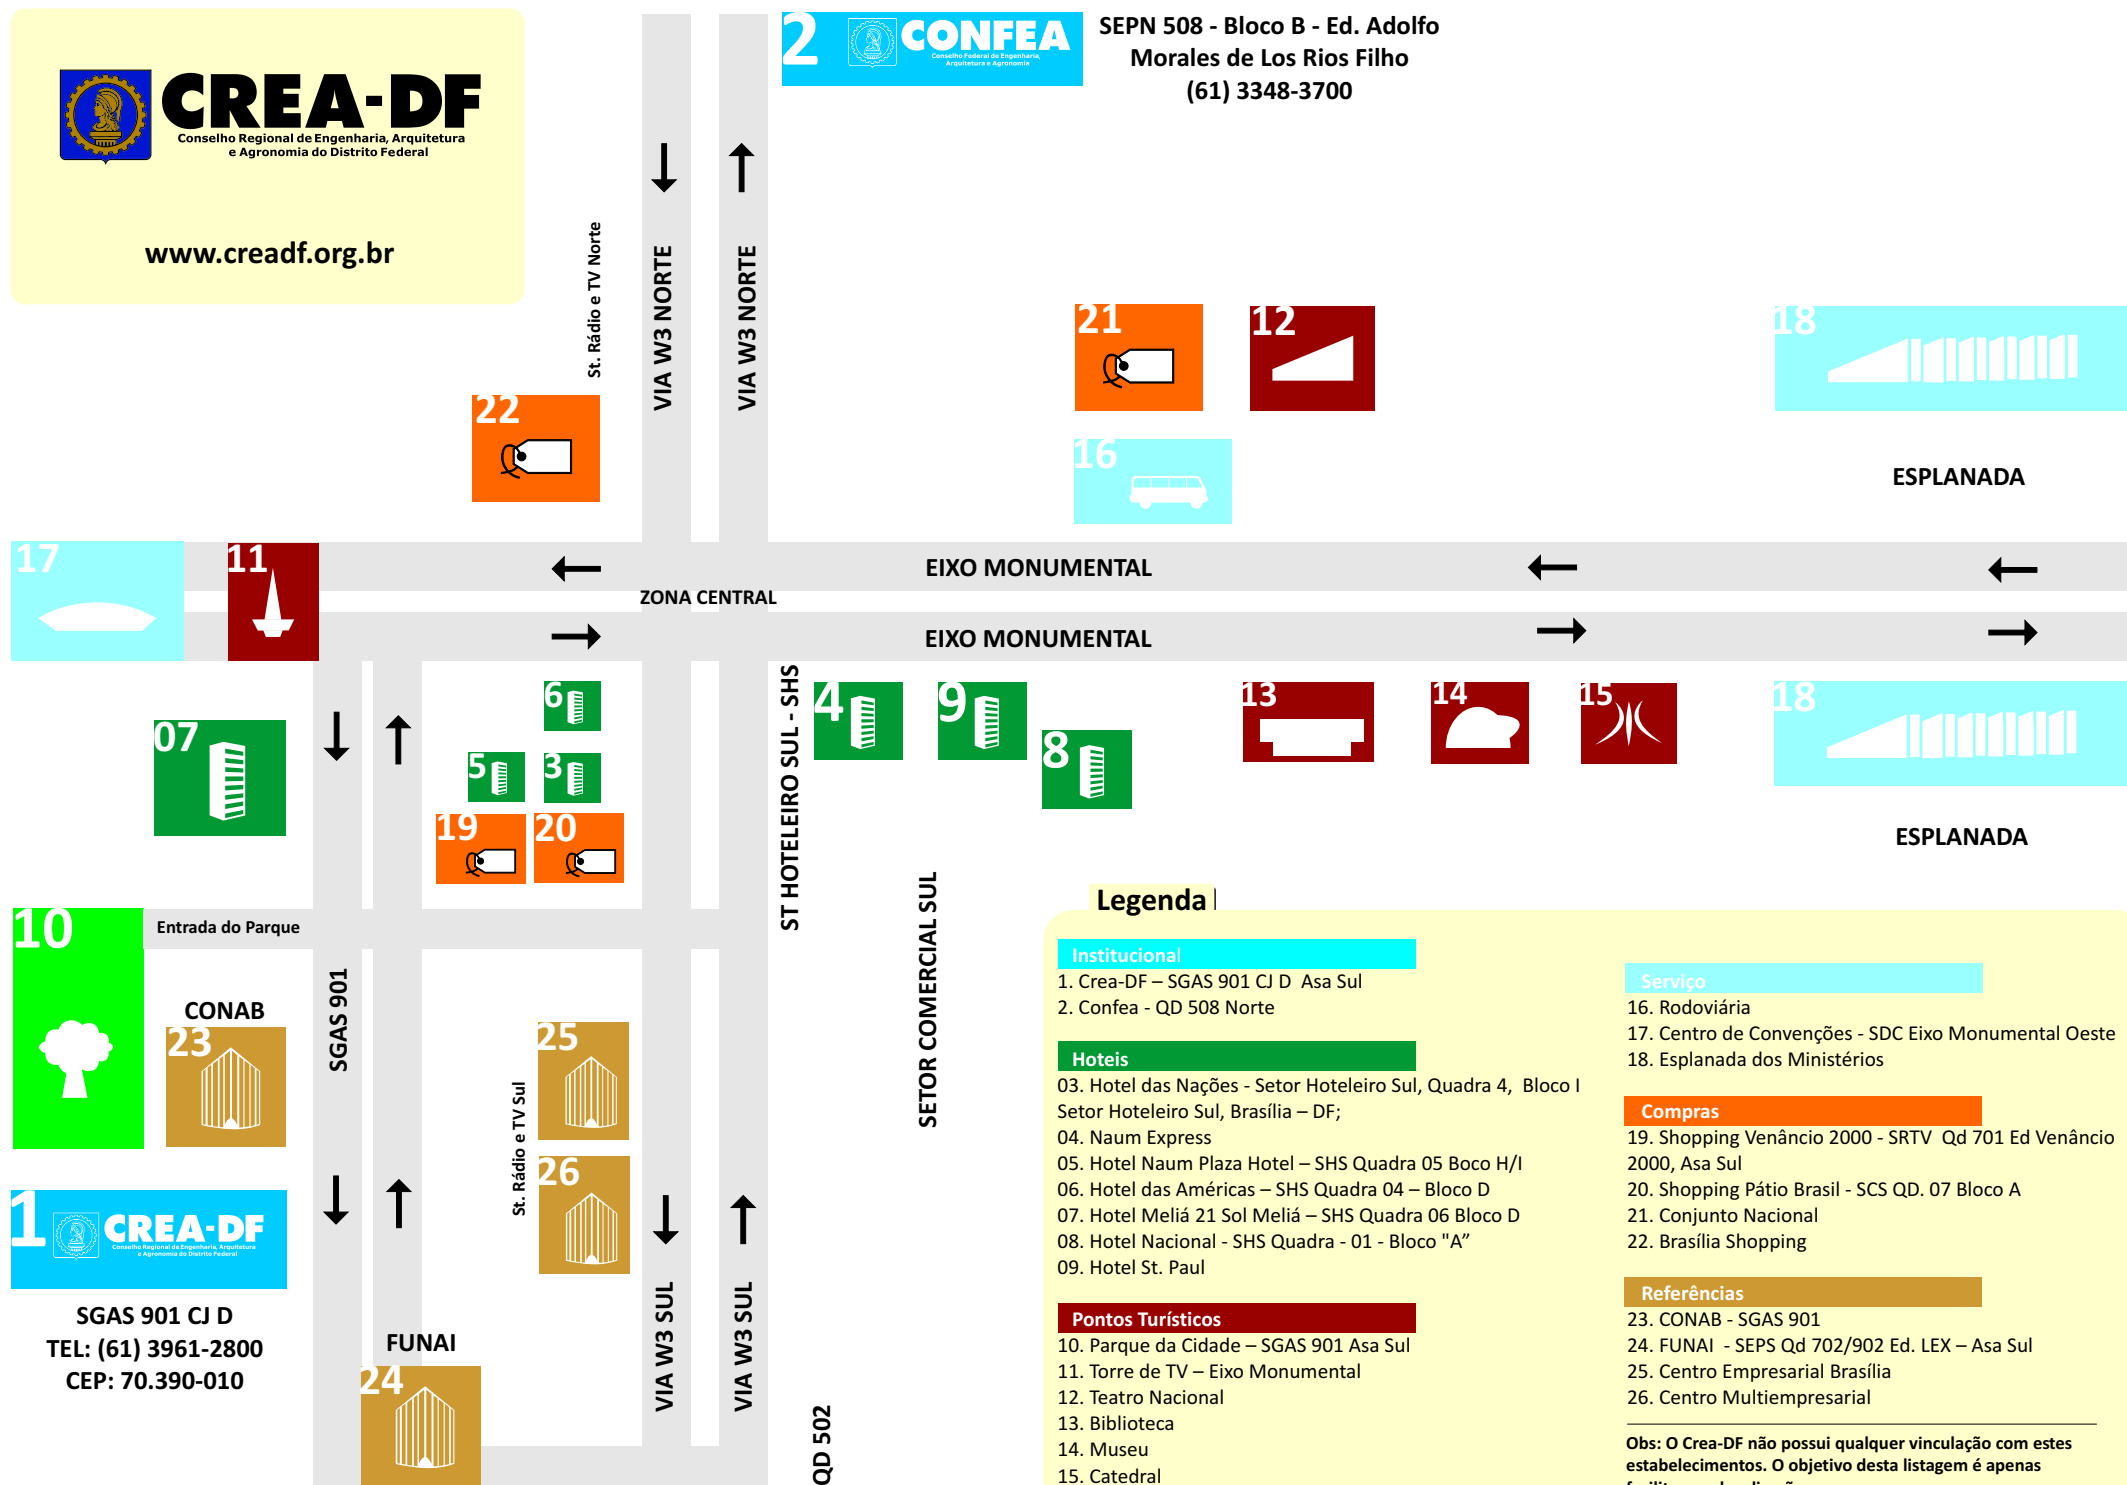 CREA-DF
Conselho Regional de Engenharia, Arquitetura
e Agronomia do Distrito Federal
www.creadf.org.br
2
CONFEA
Conselho Federal de Engenharia,
Arquitetura e Agronomia
SEPN 508 - Bloco B - Ed. Adolfo
Morales de Los Rios Filho
(61) 3348-3700
St. Rádio e TV Norte
VIA W3 NORTE
VIA W3 NORTE
22
21
12
18
16
ESPLANADA
17
11
EIXO MONUMENTAL
ZONA CENTRAL
EIXO MONUMENTAL
07
6
5
3
19
20
ST HOTELEIRO SUL - SHS
4
9
8
13
14
15
18
ESPLANADA
SETOR COMERCIAL SUL
10
Entrada do Parque
CONAB
23
SGAS 901
25
26
St. Rádio e TV Sul
1
CREA-DF
Conselho Regional de Engenharia, Arquitetura
e Agronomia do Distrito Federal
SGAS 901 CJ D
TEL: (61) 3961-2800
CEP: 70.390-010
FUNAI
24
VIA W3 SUL
VIA W3 SUL
QD 502
Legenda
Institucional
1. Crea-DF – SGAS 901 CJ D Asa Sul
2. Confea - QD 508 Norte
Hoteis
03. Hotel das Nações - Setor Hoteleiro Sul, Quadra 4, Bloco I
Setor Hoteleiro Sul, Brasília – DF;
04. Naum Express
05. Hotel Naum Plaza Hotel – SHS Quadra 05 Boco H/I
06. Hotel das Américas – SHS Quadra 04 – Bloco D
07. Hotel Meliá 21 Sol Meliá – SHS Quadra 06 Bloco D
08. Hotel Nacional - SHS Quadra - 01 - Bloco "A”
09. Hotel St. Paul
Pontos Turísticos
10. Parque da Cidade – SGAS 901 Asa Sul
11. Torre de TV – Eixo Monumental
12. Teatro Nacional
13. Biblioteca
14. Museu
15. Catedral
Serviço
16. Rodoviária
17. Centro de Convenções - SDC Eixo Monumental Oeste
18. Esplanada dos Ministérios
Compras
19. Shopping Venâncio 2000 - SRTV Qd 701 Ed Venâncio
2000, Asa Sul
20. Shopping Pátio Brasil - SCS QD. 07 Bloco A
21. Conjunto Nacional
22. Brasília Shopping
Referências
23. CONAB - SGAS 901
24. FUNAI - SEPS Qd 702/902 Ed. LEX – Asa Sul
25. Centro Empresarial Brasília
26. Centro Multiempresarial
Obs: O Crea-DF não possui qualquer vinculação com estes
estabelecimentos. O objetivo desta listagem é apenas